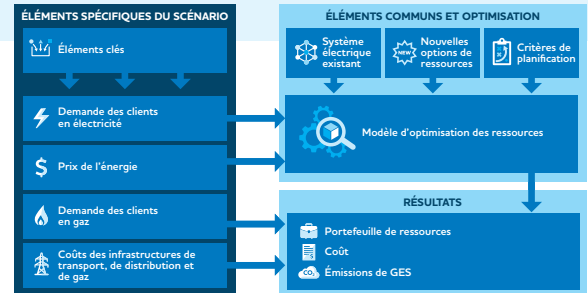 ÉLÉMENTS SPÉCIFIQUES DU SCÉNARIO
Éléments clés
Demande des clients
en électricité
$
Prix de l'énergie
Demande des clients
en gaz
Coûts des infrastructures de
transport, de distribution et
de gaz
ÉLÉMENTS COMMUNS ET OPTIMISATION
Système
électrique
existant
NEW
Nouvelles
options de
ressources
Critères de
planification
Modèle d'optimisation des ressources
RÉSULTATS
Portefeuille de ressources
Coût
CO₂
Émissions de GES